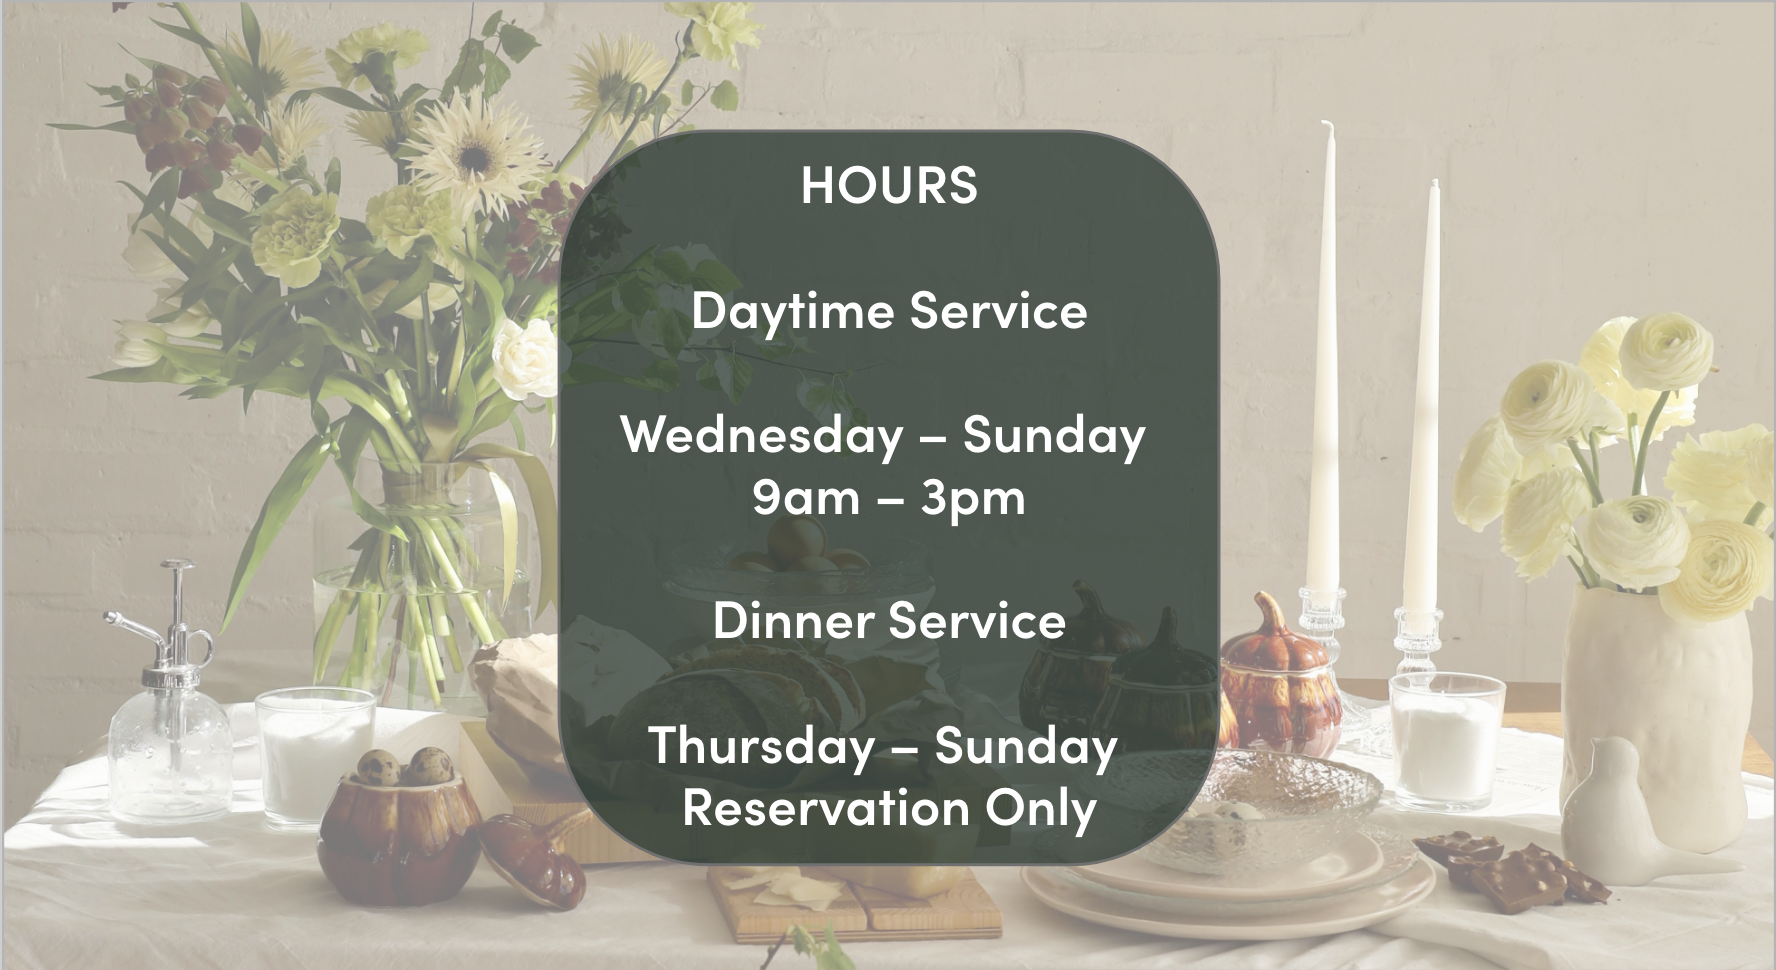 HOURS
Daytime Service
Wednesday – Sunday
9am – 3pm
Dinner Service
Thursday – Sunday
Reservation Only